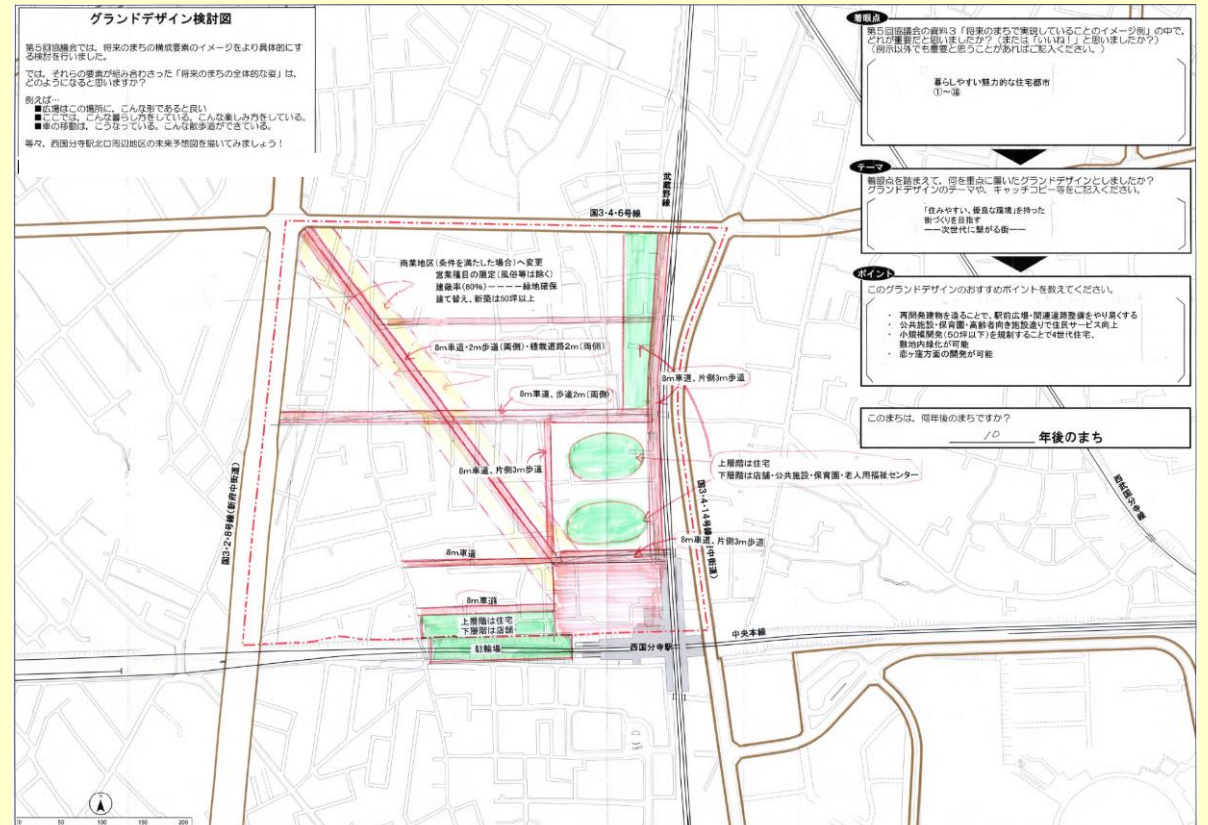 グランドデザイン検討図
第5回協議会では、将来のまちの構成要素のイメージをより具体的にす
る検討を行いました。
では、それらの要素が組み合わさった「将来のまちの全体的な姿」は、
どのようになると思いますか？
例えば…
■広場はこの場所に、こんな形であると良い
■ここでは、こんな暮らし方をしている、こんな楽しみ方をしている。
■車の移動は、こうなっている。こんな散歩道ができている。
等々、西国分寺駅北口周辺地区の未来予想図を描いてみましょう！
着眼点
第5回協議会の資料3「将来のまちで実現していることのイメージ例」の中で、
どれが重要だと思いましたか？（または「いいね！」と思いましたか？）
（例示以外でも重要と思うことがあればご記入ください。）
暮らしやすい魅力的な住宅都市
テーマ
着眼点を踏まえて、何を重点に置いたグランドデザインとしましたか？
グランドデザインのテーマや、キャッチコピー等をご記入ください。
「住みやすい、優良な環境」を持った
街づくりを目指す
ーー次世代に繋がる街ーー
ポイント
このグランドデザインのおすすめポイントを教えてください。
・ 再開発建物を造ることで、駅前広場・関連道路整備をやり易くする
・ 公共施設・保育園・高齢者向き施設造りで住民サービス向上
・ 小規模開発（50坪以下）を規制することで4世代住宅、
敷地内緑化が可能
・ 恋ヶ窪方面の開発が可能
このまちは、何年後のまちですか？
10 年後のまち
武蔵野線
国3・4・6号線
商業地区（条件を満たした場合）へ変更
営業種目の限定（風俗等は除く）
建蔽率（60%）ーーーー緑地確保
建て替え、新築は50坪以上
8m車道・2m歩道（両側）・植栽道路2m（両側）
8m車道、片側3m歩道
8m車道、歩道2m（両側）
8m車道、片側3m歩道
上層階は住宅
下層階は店舗・公共施設・保育園・老人用福祉センター
国3・2・8号線（新府中街道）
国3・4・14号線
中街道）
西武国分寺線
8m車道、片側3m歩道
8m車道
8m車道
上層階は住宅
下層階は店舗
駐輪場
西国分寺駅
中央本線
0 50 100 150 200